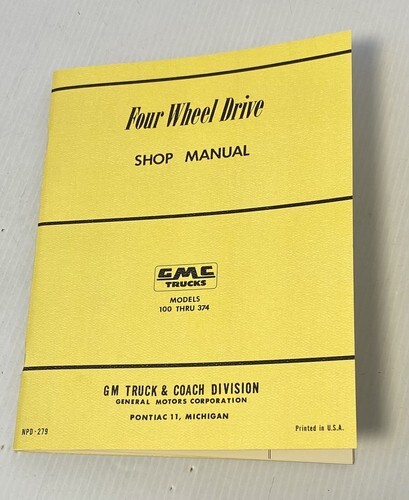 Four Wheel Drive
SHOP MANUAL
GMC
TRUCKS
MODELS
100 THRU 374
GM TRUCK & COACH DIVISION
GENERAL MOTORS CORPORATION
PONTIAC 11, MICHIGAN
NPD-279 Printed in U.S.A.